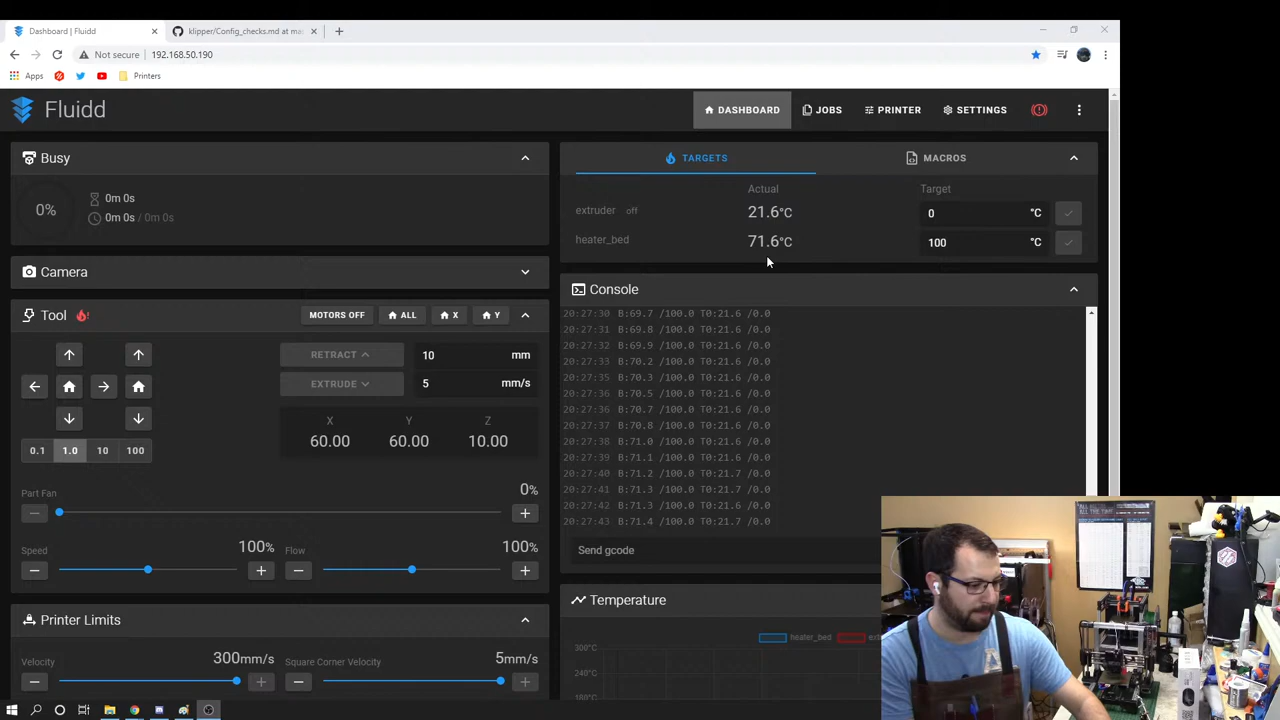 Dashboard | Fluidd
klipper/Config_checks.md at ma
Not secure 192.168.50.190
Apps
Printers
Fluidd
DASHBOARD
JOBS
PRINTER
SETTINGS
Busy
0%
0m 0s
0m 0s / 0m 0s
Camera
Tool
MOTORS OFF
ALL
X
Y
RETRACT
10 mm
EXTRUDE
5 mm/s
X Y Z
60.00 60.00 10.00
0.1 1.0 10 100
Part Fan 0%
Speed 100%
Flow 100%
Printer Limits
Velocity 300mm/s
Square Corner Velocity 5mm/s
TARGETS
MACROS
Actual Target
extruder off 21.6°C 0 °C
heater_bed 71.6°C 100 °C
Console
20:27:30 B:69.7 /100.0 T0:21.6 /0.0
20:27:31 B:69.8 /100.0 T0:21.6 /0.0
20:27:32 B:69.9 /100.0 T0:21.6 /0.0
20:27:33 B:70.2 /100.0 T0:21.6 /0.0
20:27:35 B:70.3 /100.0 T0:21.6 /0.0
20:27:36 B:70.5 /100.0 T0:21.6 /0.0
20:27:36 B:70.7 /100.0 T0:21.6 /0.0
20:27:37 B:70.8 /100.0 T0:21.6 /0.0
20:27:38 B:71.0 /100.0 T0:21.6 /0.0
20:27:39 B:71.1 /100.0 T0:21.6 /0.0
20:27:40 B:71.2 /100.0 T0:21.7 /0.0
20:27:41 B:71.3 /100.0 T0:21.7 /0.0
20:27:42 B:71.3 /100.0 T0:21.6 /0.0
20:27:43 B:71.4 /100.0 T0:21.7 /0.0
Send gcode
Temperature
heater_bed
300°C
240°C
180°C